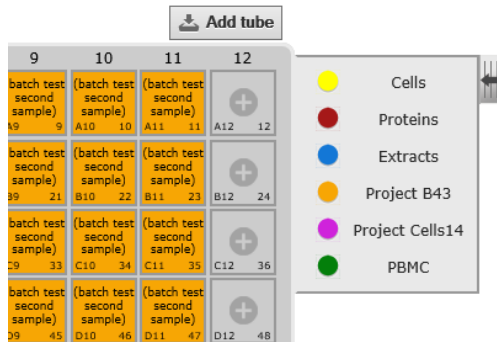 Add tube
9 10 11 12
(batch test (batch test (batch test
second second second
sample) sample) sample)
A9 9 A10 10 A11 11 A12 12
(batch test (batch test (batch test
second second second
sample) sample) sample)
B9 21 B10 22 B11 23 B12 24
(batch test (batch test (batch test
second second second
sample) sample) sample)
C9 33 C10 34 C11 35 C12 36
(batch test (batch test (batch test
second second second
sample) sample) sample)
D9 45 D10 46 D11 47 D12 48
Cells
Proteins
Extracts
Project B43
Project Cells14
PBMC